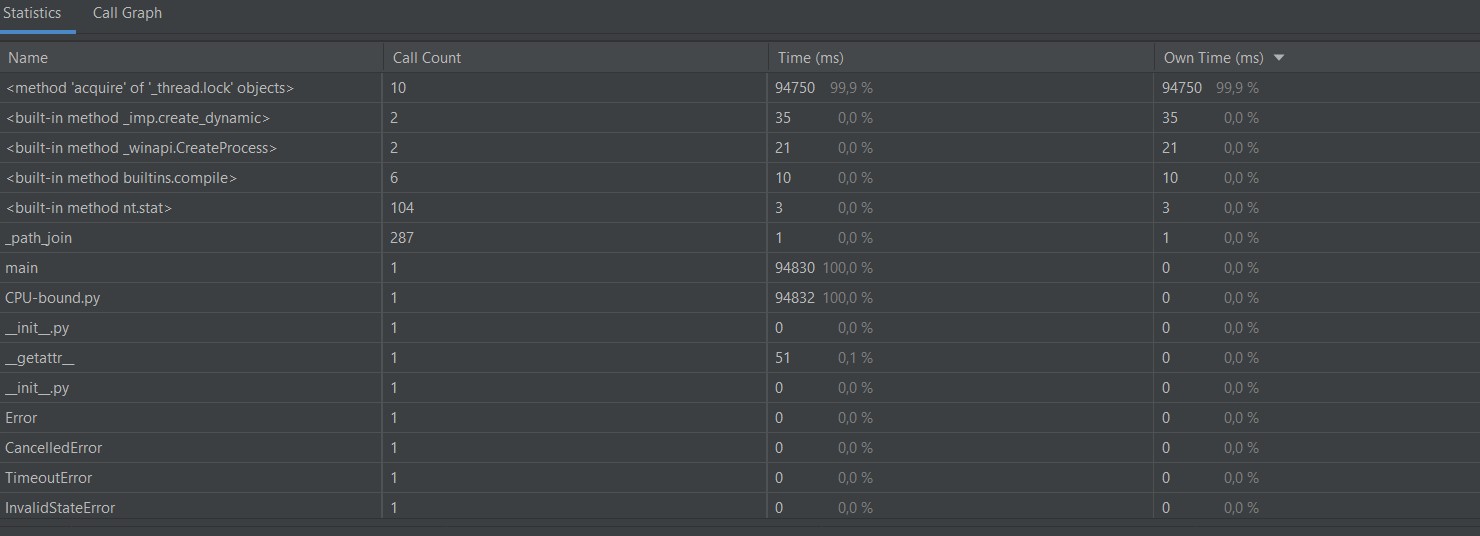 Statistics Call Graph
Name Call Count Time (ms) Own Time (ms)
<method 'acquire' of '_thread.lock' objects> 10 94750 99,9 % 94750 99,9 %
<built-in method _imp.create_dynamic> 2 35 0,0 % 35 0,0 %
<built-in method _winapi.CreateProcess> 2 21 0,0 % 21 0,0 %
<built-in method builtins.compile> 6 10 0,0 % 10 0,0 %
<built-in method nt.stat> 104 3 0,0 % 3 0,0 %
_path_join 287 1 0,0 % 1 0,0 %
main 1 94830 100,0 % 0 0,0 %
CPU-bound.py 1 94832 100,0 % 0 0,0 %
__init__.py 1 0 0,0 % 0 0,0 %
__getattr__ 1 51 0,1 % 0 0,0 %
__init__.py 1 0 0,0 % 0 0,0 %
Error 1 0 0,0 % 0 0,0 %
CancelledError 1 0 0,0 % 0 0,0 %
TimeoutError 1 0 0,0 % 0 0,0 %
InvalidStateError 1 0 0,0 % 0 0,0 %